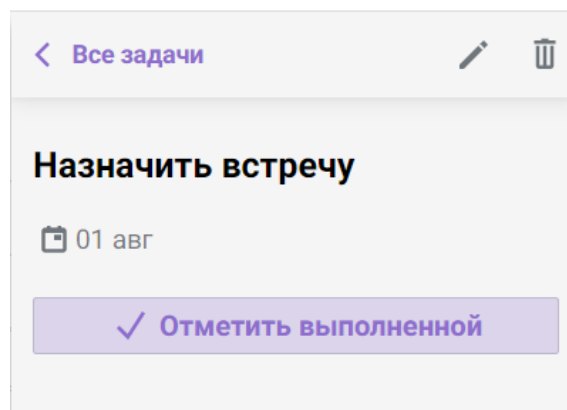 Все задачи
Назначить встречу
01 авг
Отметить выполненной